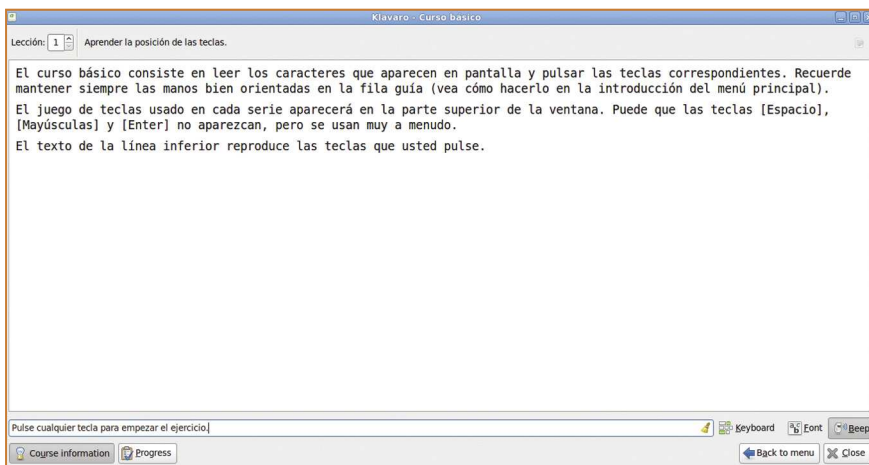 Klavaro - Curso básico
Lección: 1 Aprender la posición de las teclas.
El curso básico consiste en leer los caracteres que aparecen en pantalla y pulsar las teclas correspondientes. Recuerde
mantener siempre las manos bien orientadas en la fila guía (vea cómo hacerlo en la introducción del menú principal).
El juego de teclas usado en cada serie aparecerá en la parte superior de la ventana. Puede que las teclas [Espacio],
[Mayúsculas] y [Enter] no aparezcan, pero se usan muy a menudo.
El texto de la línea inferior reproduce las teclas que usted pulse.
Pulse cualquier tecla para empezar el ejercicio. Keyboard Font Beep
Course information Progress Back to menu Close